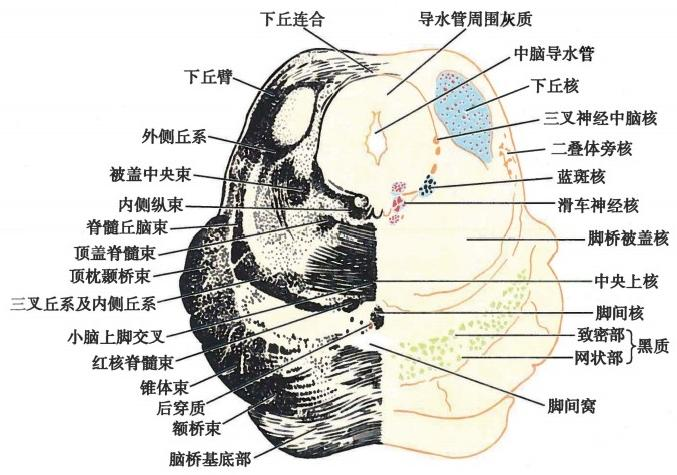 下丘连合
导水管周围灰质
中脑导水管
下丘臂
下丘核
三叉神经中脑核
外侧丘系
二叠体旁核
被盖中央束
蓝斑核
内侧纵束
滑车神经核
脊髓丘脑束
脚桥被盖核
顶盖脊髓束
顶枕颞桥束
中央上核
三叉丘系及内侧丘系
脚间核
小脑上脚交叉
致密部
黑质
红核脊髓束
网状部
锥体束
后穿质
脚间窝
额桥束
脑桥基底部